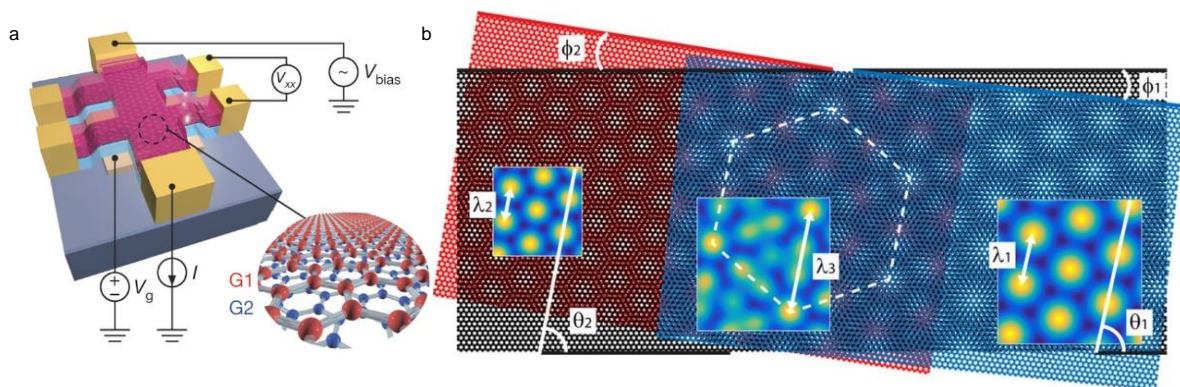 a
V_xx
~
V_bias
V_g
I
G1
G2
b
ϕ₂
ϕ₁
λ₂
λ₃
λ₁
θ₂
θ₁